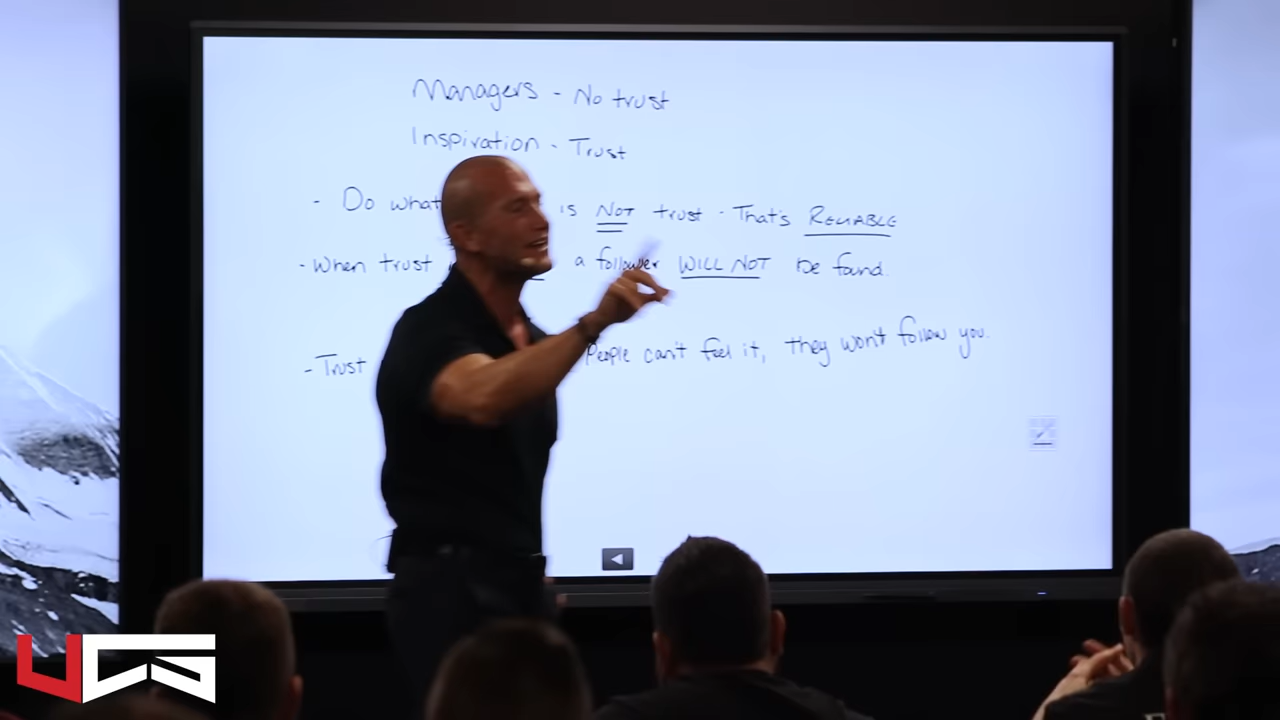 Managers - No trust
Inspiration - Trust
- Do what is NOT trust - That's RELIABLE
- When trust a follower WILL NOT be found.
- Trust People can't feel it, they won't follow you.
UCS